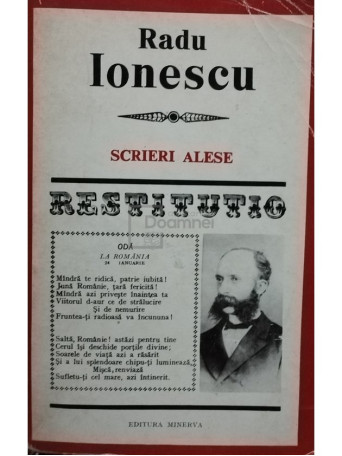 Radu
Ionescu
SCRIERI ALESE
RESTITUTIO
ODĂ
LA ROMÂNIA
24 IANUARIE
Mîndră te ridică, patrie iubită!
Jună Românie, țară fericită!
Mîndră azi privește înaintea ta
Viitorul d-aur ce de strălucire
Și de nemurire
Fruntea-ți radioasă va încununa!
Saltă, Românie! astăzi pentru tine
Cerul își deschide porțile divine;
Soarele de viață azi a răsărit
Și a lui splendoare chipu-ți luminează,
Mișcă, renviază
Sufletu-ți cel mare, azi întinerit.
EDITURA MINERVA